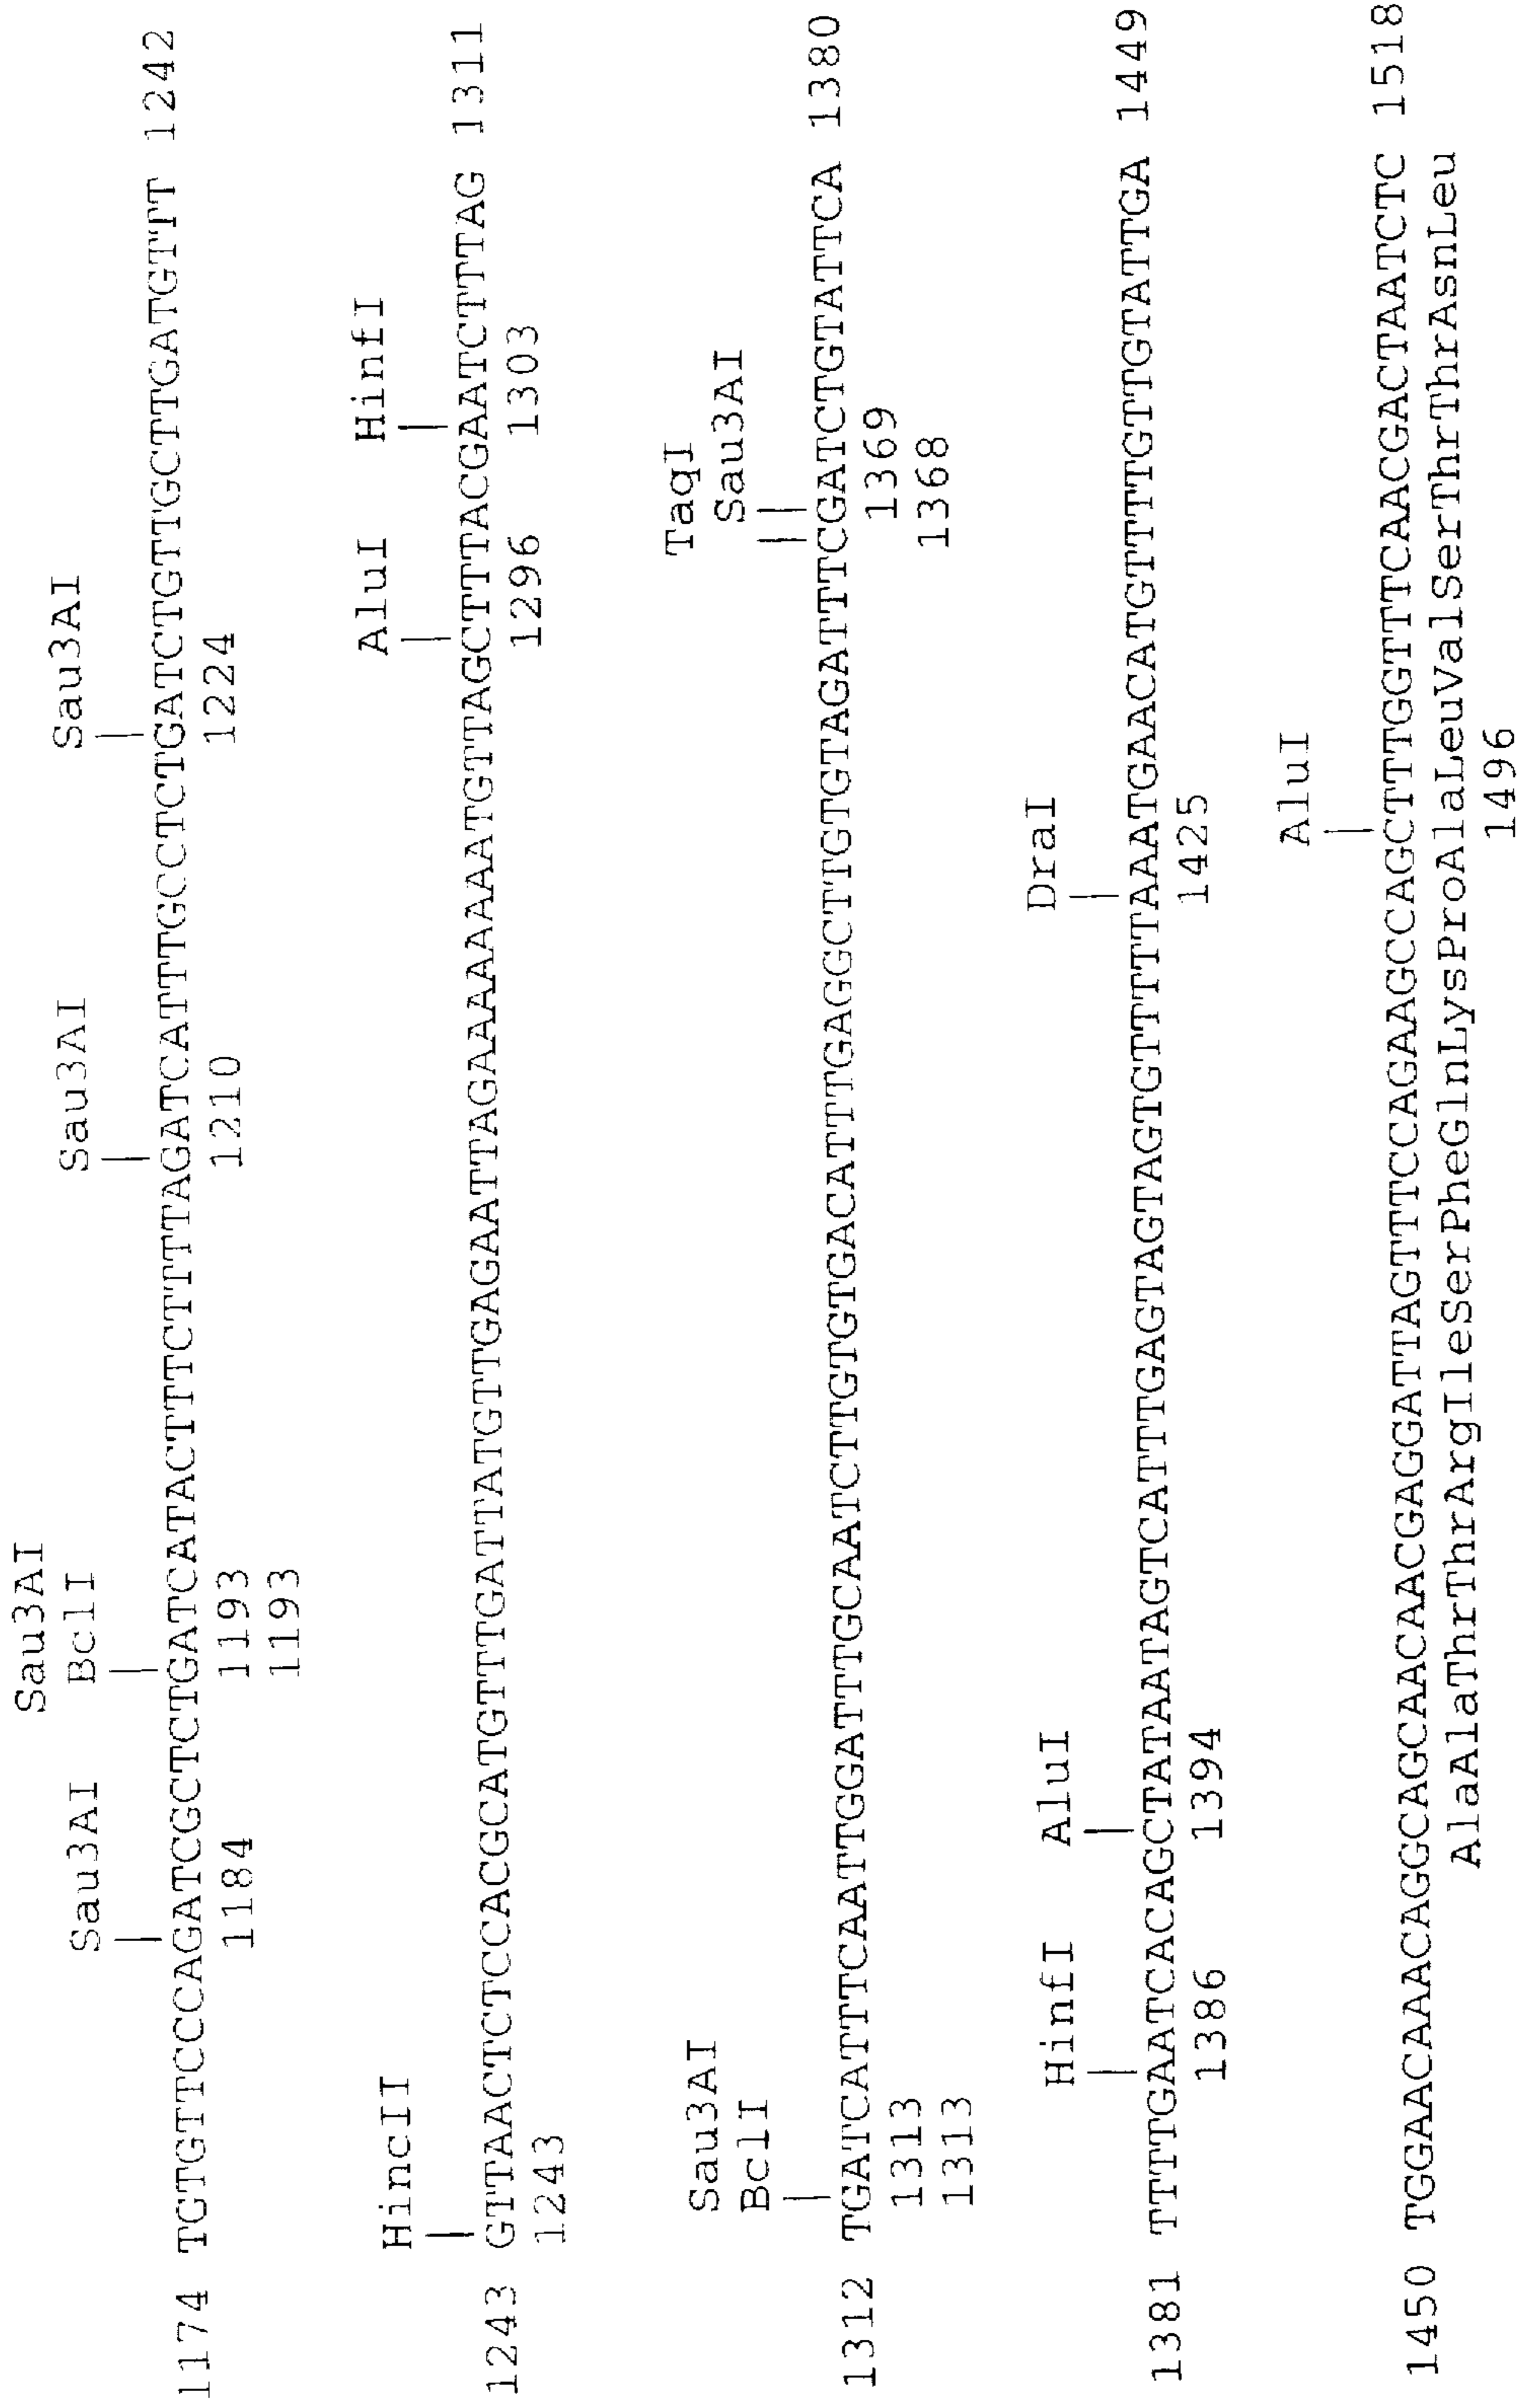 Sau3AI
Sau3AI BclI Sau3AI Sau3AI
1174 TGTGTTCCCAGATCGCTCTGATCATACTTTCTTTTAGATCATTTGCCTCTGATCTGTTGCTTGATGTTT 1242
1184 1193 1210 1224
1193
HincII AluI HinfI
1243 GTTAACTCTCCACGCATGTTTGATTATGTTGAGAATTAGAAAAAAAATGTTAGCTTTACGAATCTTTAG 1311
1243 1296 1303
Sau3AI TaqI
BclI Sau3AI
1312 TGATCATTTCAATTGGATTTGCAATCTTGTGTGACATTTGAGGCTTGTGTAGATTTCGATCTGTATTCA 1380
1313 1369
1313 1368
HinfI AluI DraI
1381 TTTTGAATCACAGCTATAATAGTCATTTGAGTAGTAGTGTTTTTAAATGAACATGTTTTGTTGTATTGA 1449
1386 1394 1425
AluI
1450 TGGAACAAACAGGCAGCAACAACGAGGATTAGTTTCCAGAAGCCAGCTTTGGTTTCAACGACTAATCTC 1518
AlaAlaThrThrArgIleSerPheGlnLysProAlaLeuValSerThrThrAsnLeu
1496